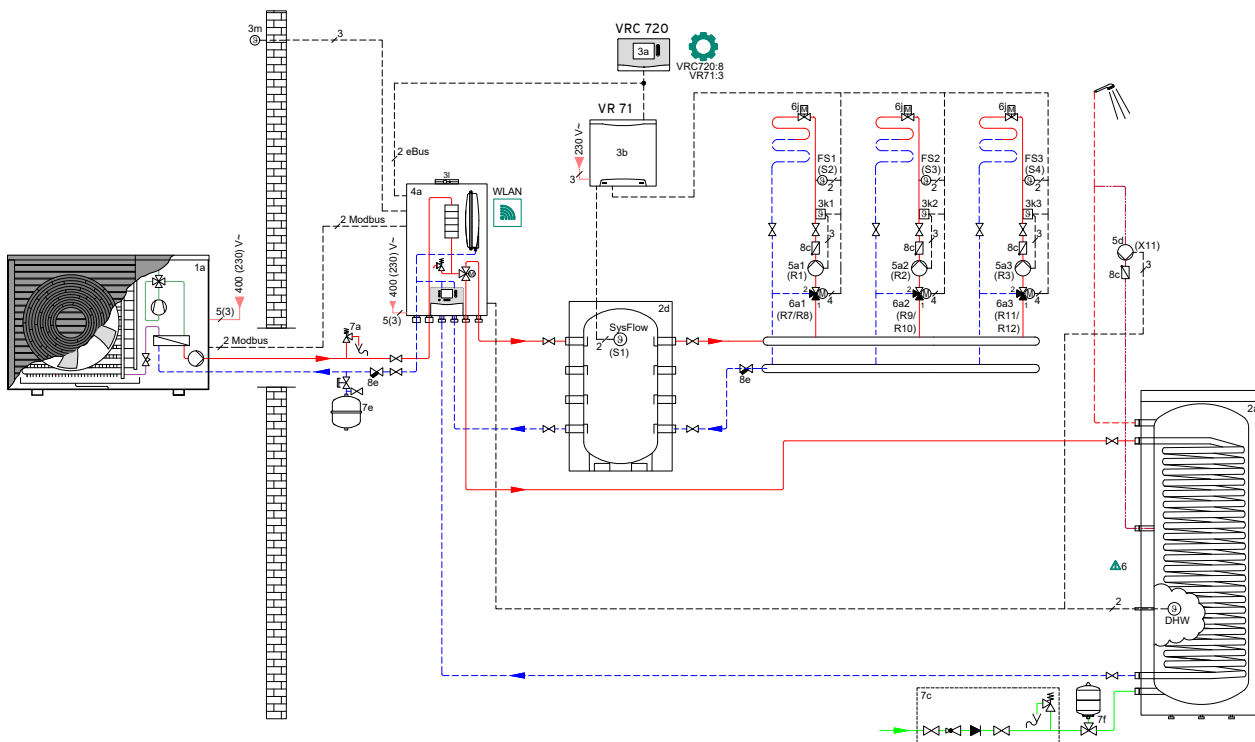 VRC 720
3m
3
3a
VRC720:8
VR71:3
VR 71
6j
6j
6j
230 V~
3b
2 eBus
3
FS1
(S2)
FS2
(S3)
FS3
(S4)
2
2
2
3l
4a
WLAN
3k1
3k2
3k3
2 Modbus
3
3
3
8c
8c
8c
5d
(X11)
3
8c
1a
400 (230) V~
400 (230) V~
5a1
(R1)
5a2
(R2)
5a3
(R3)
2
2
2
4
4
4
1
1
1
6a1
(R7/R8)
6a2
(R9/
R10)
6a3
(R11/
R12)
5(3)
5(3)
2d
SysFlow
2
(S1)
2 Modbus
7a
8e
8e
7e
2a
6
2
DHW
7c
7f